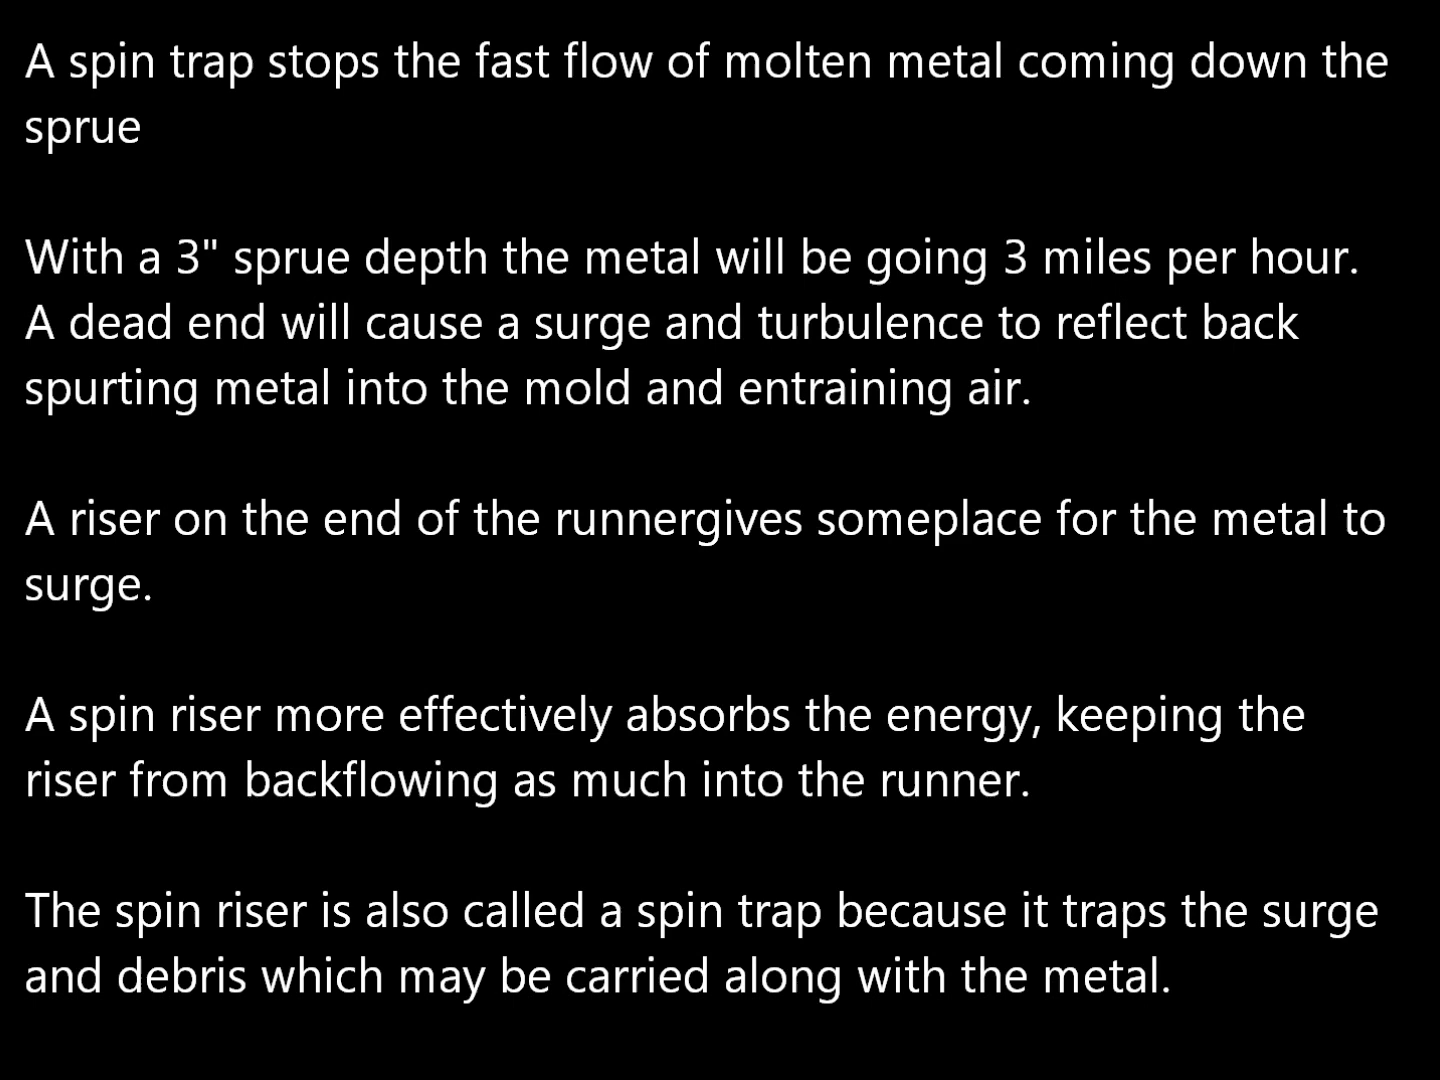 A spin trap stops the fast flow of molten metal coming down the
sprue
With a 3" sprue depth the metal will be going 3 miles per hour.
A dead end will cause a surge and turbulence to reflect back
spurting metal into the mold and entraining air.
A riser on the end of the runnergives someplace for the metal to
surge.
A spin riser more effectively absorbs the energy, keeping the
riser from backflowing as much into the runner.
The spin riser is also called a spin trap because it traps the surge
and debris which may be carried along with the metal.